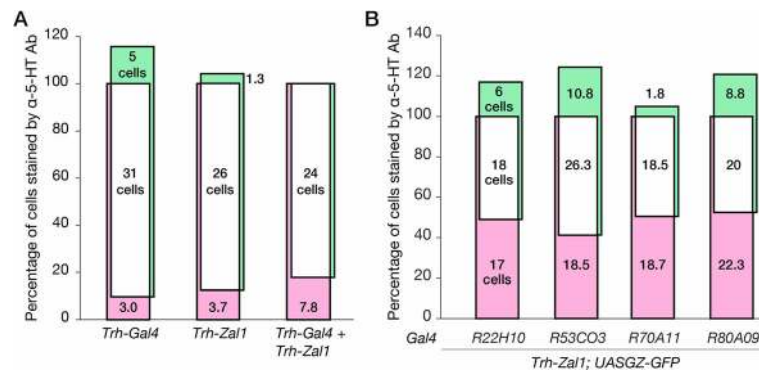 A
Percentage of cells stained by α-5-HT Ab
120
100
80
60
40
20
0
5
cells
1.3
31
cells
26
cells
24
cells
3.0
3.7
7.8
Trh-Gal4
Trh-Zal1
Trh-Gal4 +
Trh-Zal1
B
Percentage of cells stained by α-5-HT Ab
140
120
100
80
60
40
20
0
6
cells
10.8
1.8
8.8
18
cells
26.3
18.5
20
17
cells
18.5
18.7
22.3
Gal4
R22H10
R53CO3
R70A11
R80A09
Trh-Zal1; UASGZ-GFP